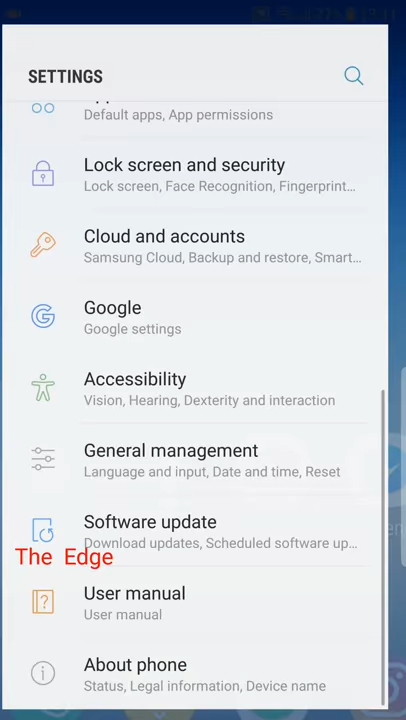 SETTINGS
Default apps, App permissions
Lock screen and security
Lock screen, Face Recognition, Fingerprint…
Cloud and accounts
Samsung Cloud, Backup and restore, Smart…
Google
Google settings
Accessibility
Vision, Hearing, Dexterity and interaction
General management
Language and input, Date and time, Reset
Software update
Download updates, Scheduled software up…
The Edge
User manual
User manual
About phone
Status, Legal information, Device name